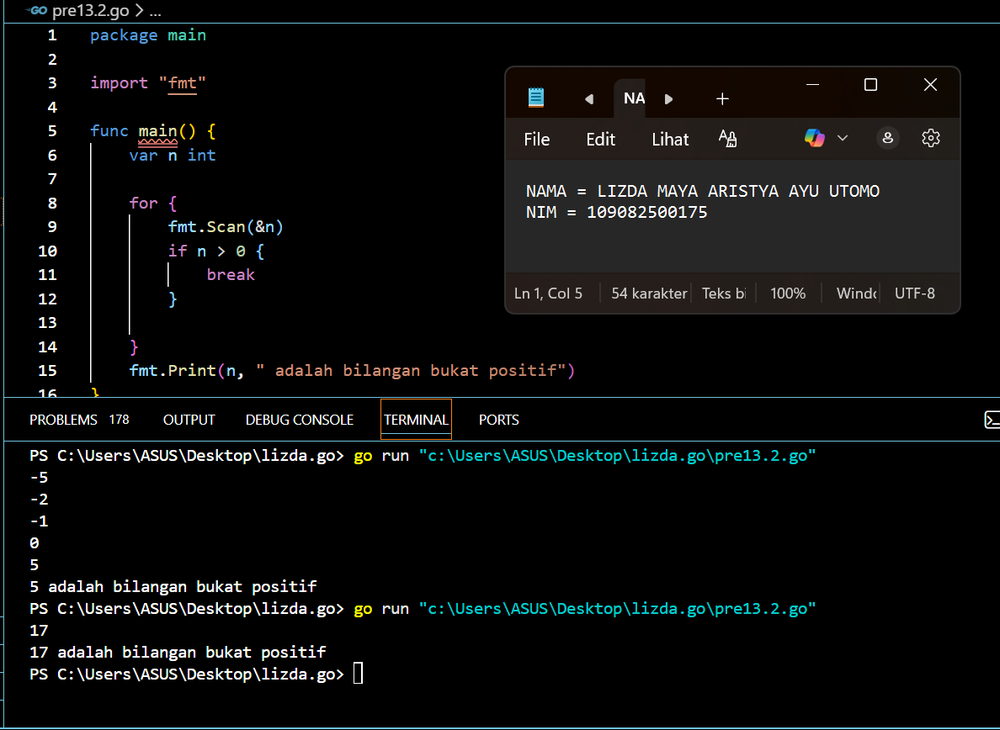 GO pre13.2.go > ...
1 package main
2
3 import "fmt"
4
5 func main() {
6 var n int
7
8 for {
9 fmt.Scan(&n)
10 if n > 0 {
11 break
12 }
13
14 }
15 fmt.Print(n, " adalah bilangan bukat positif")
16 }
NA
File Edit Lihat
NAMA = LIZDA MAYA ARISTYA AYU UTOMO
NIM = 109082500175
Ln 1, Col 5 54 karakter Teks bi 100% Windo UTF-8
PROBLEMS 178 OUTPUT DEBUG CONSOLE TERMINAL PORTS
PS C:\Users\ASUS\Desktop\lizda.go> go run "c:\Users\ASUS\Desktop\lizda.go\pre13.2.go"
-5
-2
-1
0
5
5 adalah bilangan bukat positif
PS C:\Users\ASUS\Desktop\lizda.go> go run "c:\Users\ASUS\Desktop\lizda.go\pre13.2.go"
17
17 adalah bilangan bukat positif
PS C:\Users\ASUS\Desktop\lizda.go>